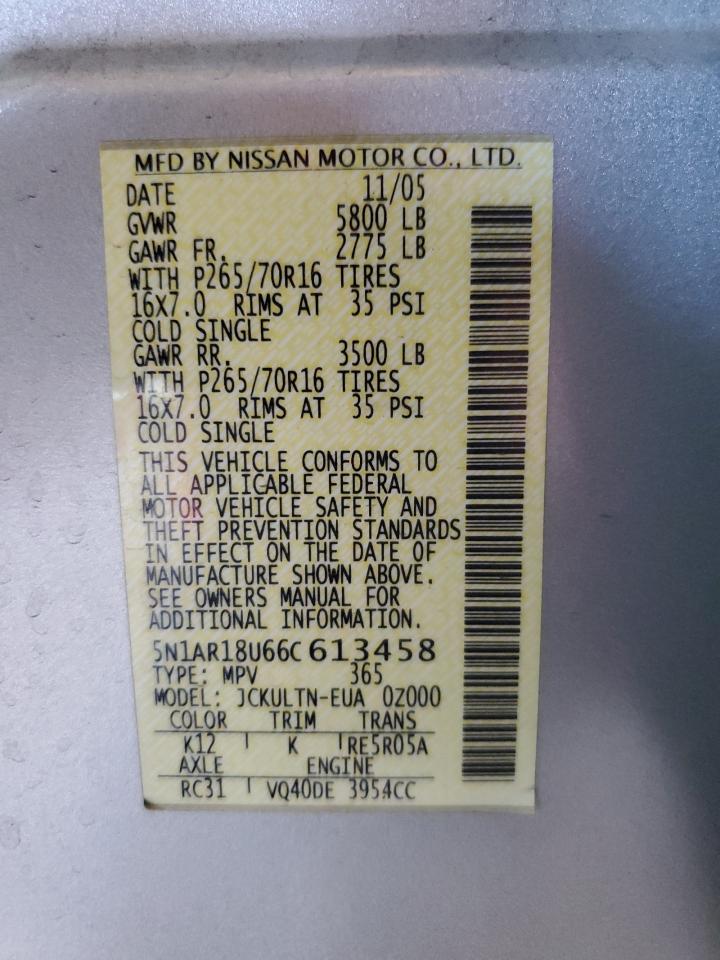 MFD BY NISSAN MOTOR CO., LTD.
DATE 11/05
GVWR 5800 LB
GAWR FR. 2775 LB
WITH P265/70R16 TIRES
16X7.0 RIMS AT 35 PSI
COLD SINGLE
GAWR RR. 3500 LB
WITH P265/70R16 TIRES
16X7.0 RIMS AT 35 PSI
COLD SINGLE
THIS VEHICLE CONFORMS TO
ALL APPLICABLE FEDERAL
MOTOR VEHICLE SAFETY AND
THEFT PREVENTION STANDARDS
IN EFFECT ON THE DATE OF
MANUFACTURE SHOWN ABOVE.
SEE OWNERS MANUAL FOR
ADDITIONAL INFORMATION.
5N1AR18U66C613458
TYPE: MPV 365
MODEL: JCKULTN-EUA 0Z000
COLOR TRIM TRANS
K12 K RE5R05A
AXLE ENGINE
RC31 VQ40DE 3954CC